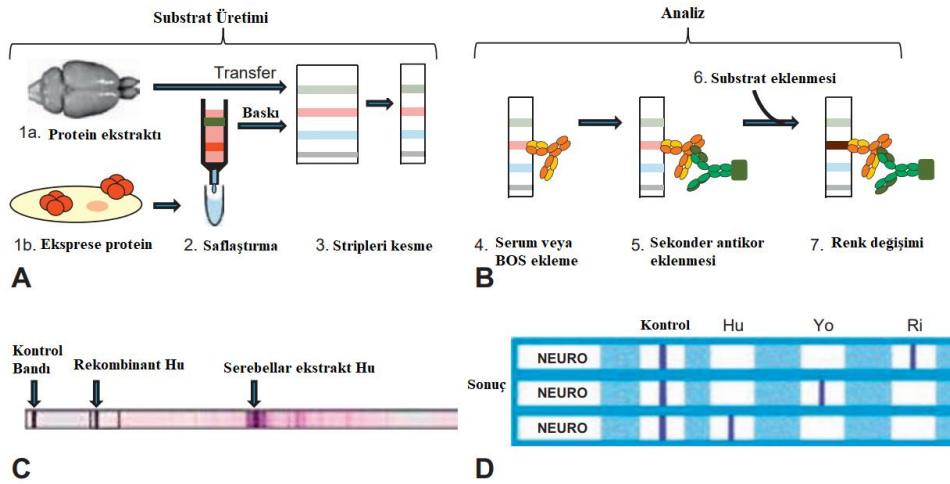 Substrat Üretimi
Transfer
Baskı
1a. Protein ekstraktı
1b. Eksprese protein
2. Saflaştırma
3. Stripleri kesme
A
Analiz
6. Substrat eklenmesi
4. Serum veya
BOS ekleme
5. Sekonder antikor
eklenmesi
7. Renk değişimi
B
Kontrol
Bandı
Rekombinant Hu
Serebellar ekstrakt Hu
C
Kontrol Hu Yo Ri
Sonuç
NEURO
NEURO
NEURO
D